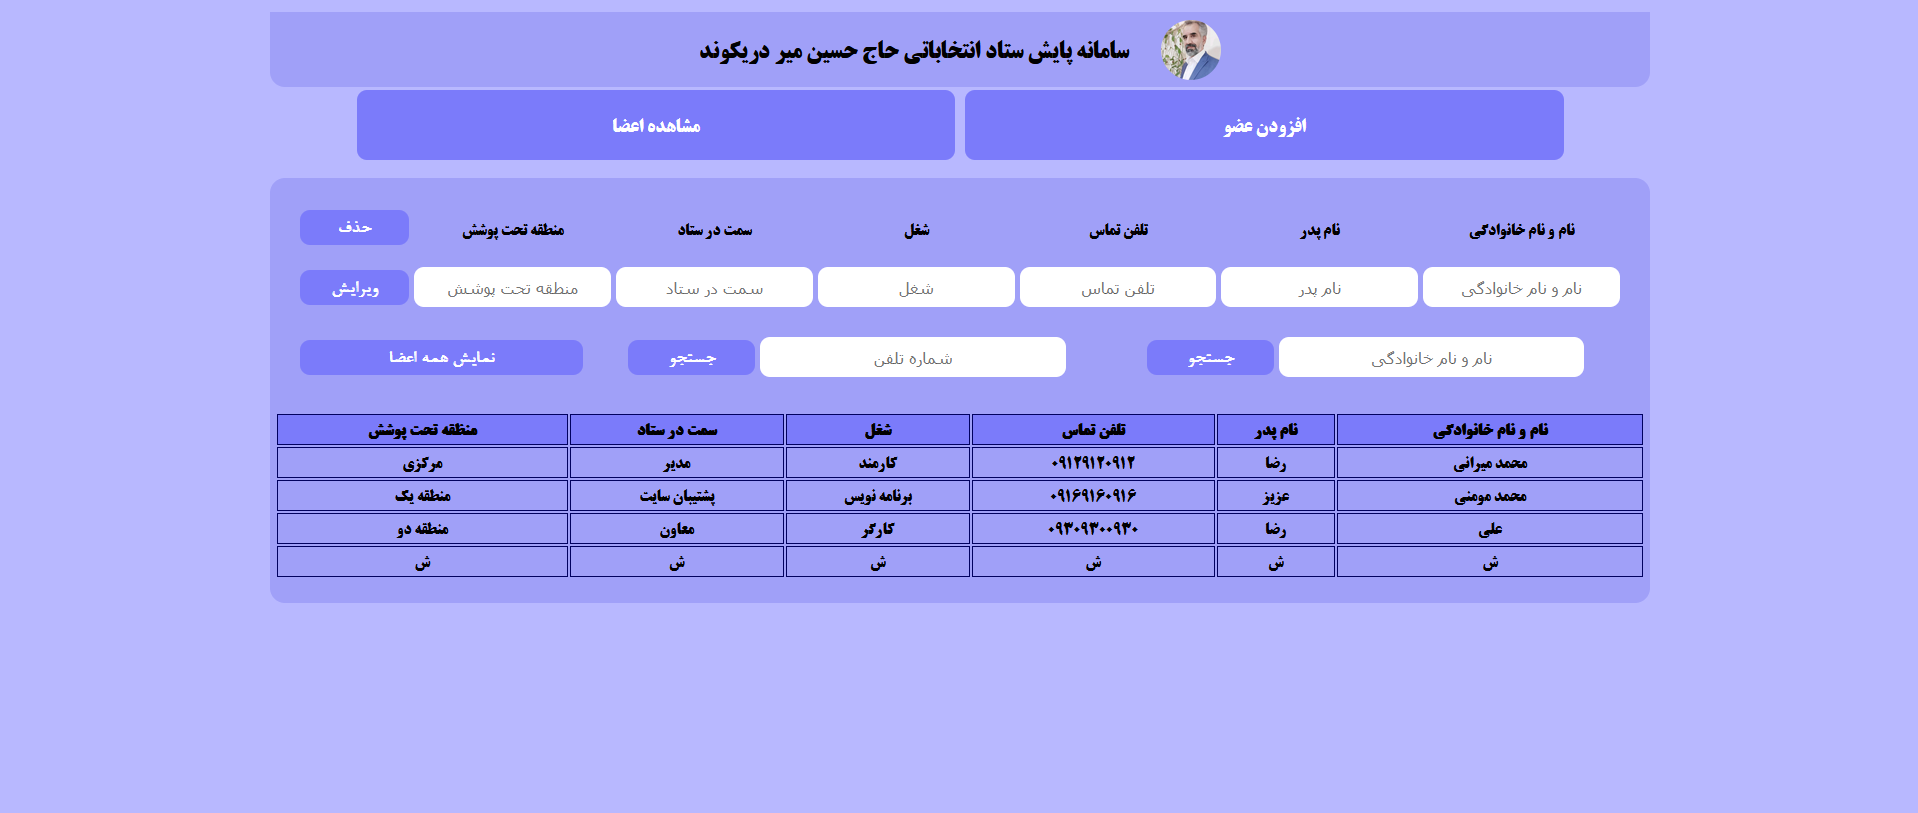 سامانه پایش ستاد انتخاباتی حاج حسین میر دریکوند
افزودن عضو مشاهده اعضا
نام و نام خانوادگی نام پدر تلفن تماس شغل سمت در ستاد منطقه تحت پوشش حذف
نام و نام خانوادگی نام پدر تلفن تماس شغل سمت در ستاد منطقه تحت پوشش ویرایش
نام و نام خانوادگی جستجو شماره تلفن جستجو نمایش همه اعضا
نام و نام خانوادگی نام پدر تلفن تماس شغل سمت در ستاد منظقه تحت پوشش
محمد میرانی رضا ۰۹۱۲۹۱۲۰۹۱۲ کارمند مدیر مرکزی
محمد مومنی عزیز ۰۹۱۶۹۱۶۰۹۱۶ برنامه نویس پشتیبان سایت منطقه یک
علی رضا ۰۹۳۰۹۳۰۰۹۳۰ کارگر معاون منطقه دو
ش ش ش ش ش ش